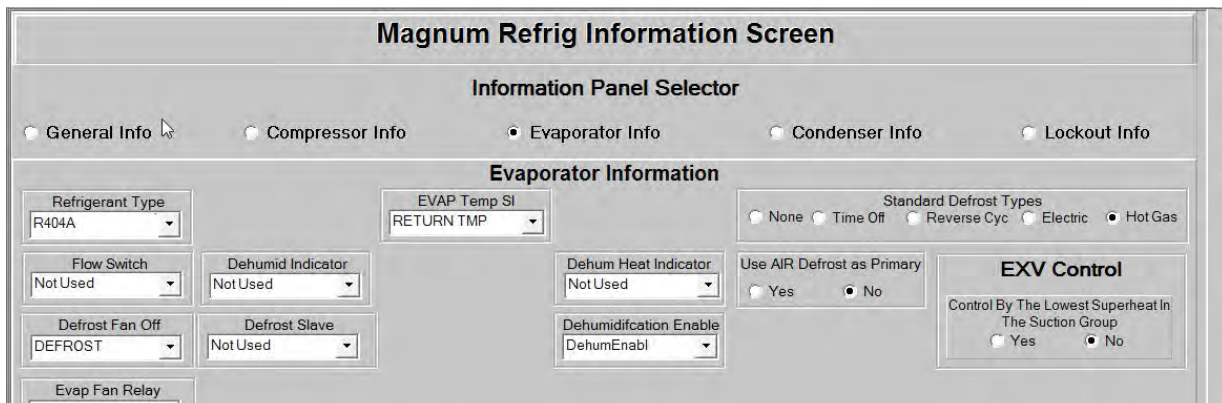 Magnum Refrig Information Screen
Information Panel Selector
General Info Compressor Info Evaporator Info Condenser Info Lockout Info
Evaporator Information
Refrigerant Type EVAP Temp SI Standard Defrost Types
R404A RETURN TMP None Time Off Reverse Cyc Electric Hot Gas
Flow Switch Dehumid Indicator Dehum Heat Indicator Use AIR Defrost as Primary EXV Control
Not Used Not Used Not Used Yes No
Control By The Lowest Superheat In
The Suction Group
Yes No
Defrost Fan Off Defrost Slave Dehumidifcation Enable
DEFROST Not Used DehumEnabl
Evap Fan Relay